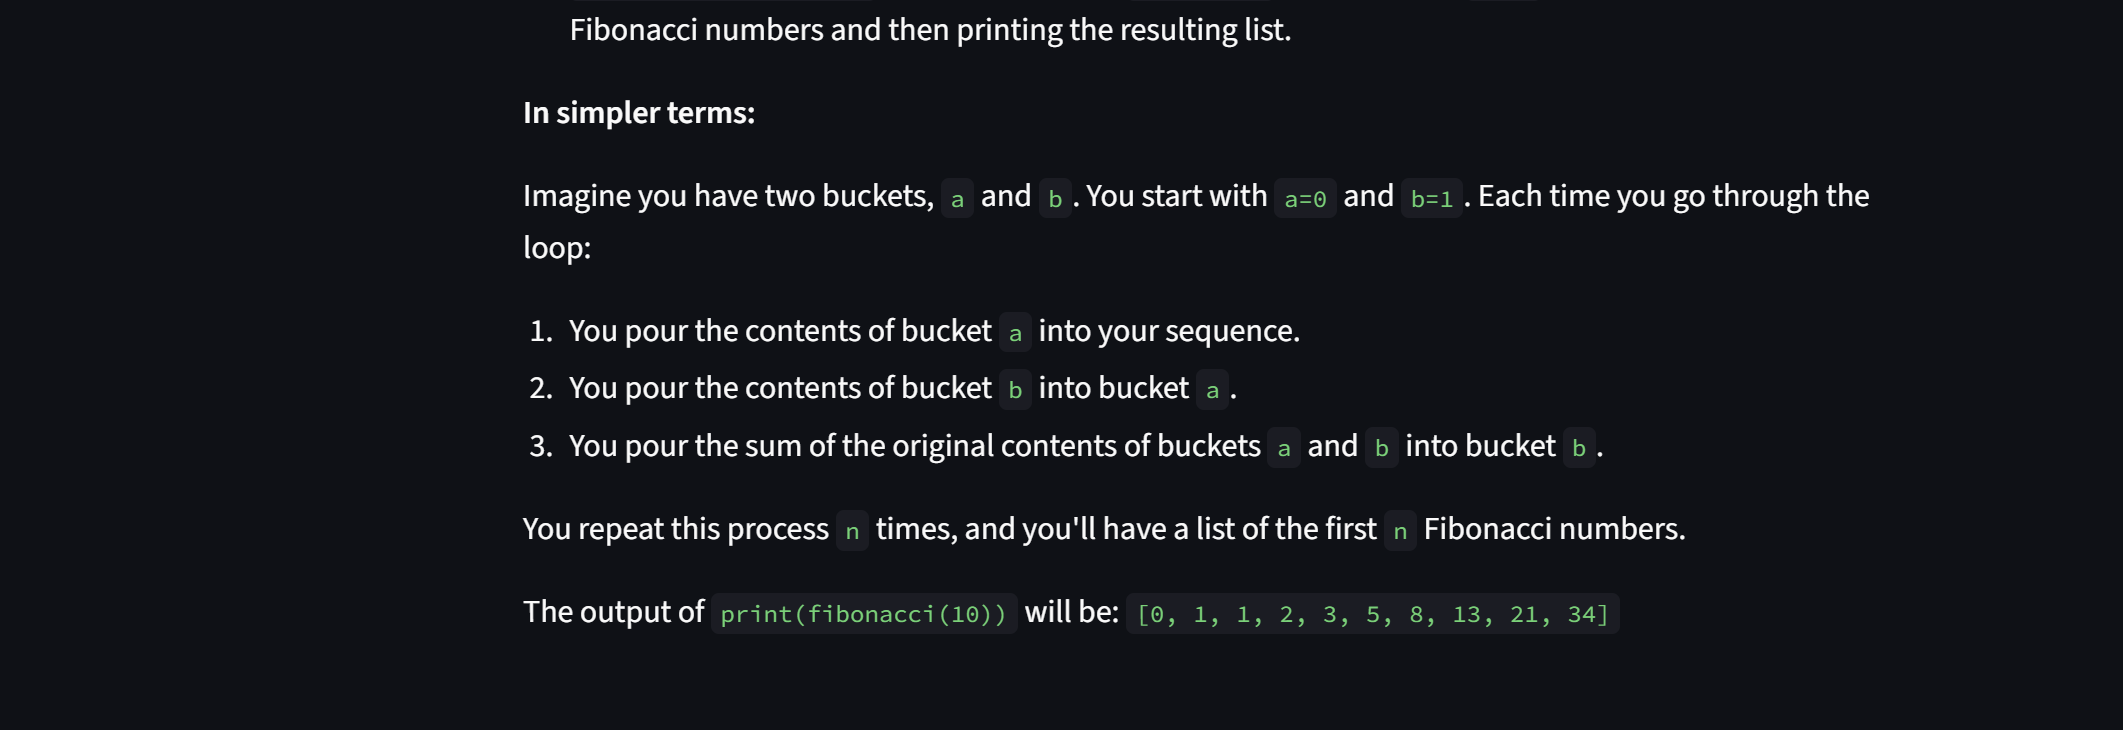 Fibonacci numbers and then printing the resulting list.
In simpler terms:
Imagine you have two buckets, a and b. You start with a=0 and b=1. Each time you go through the
loop:
1. You pour the contents of bucket a into your sequence.
2. You pour the contents of bucket b into bucket a.
3. You pour the sum of the original contents of buckets a and b into bucket b.
You repeat this process n times, and you'll have a list of the first n Fibonacci numbers.
The output of print(fibonacci(10)) will be: [0, 1, 1, 2, 3, 5, 8, 13, 21, 34]